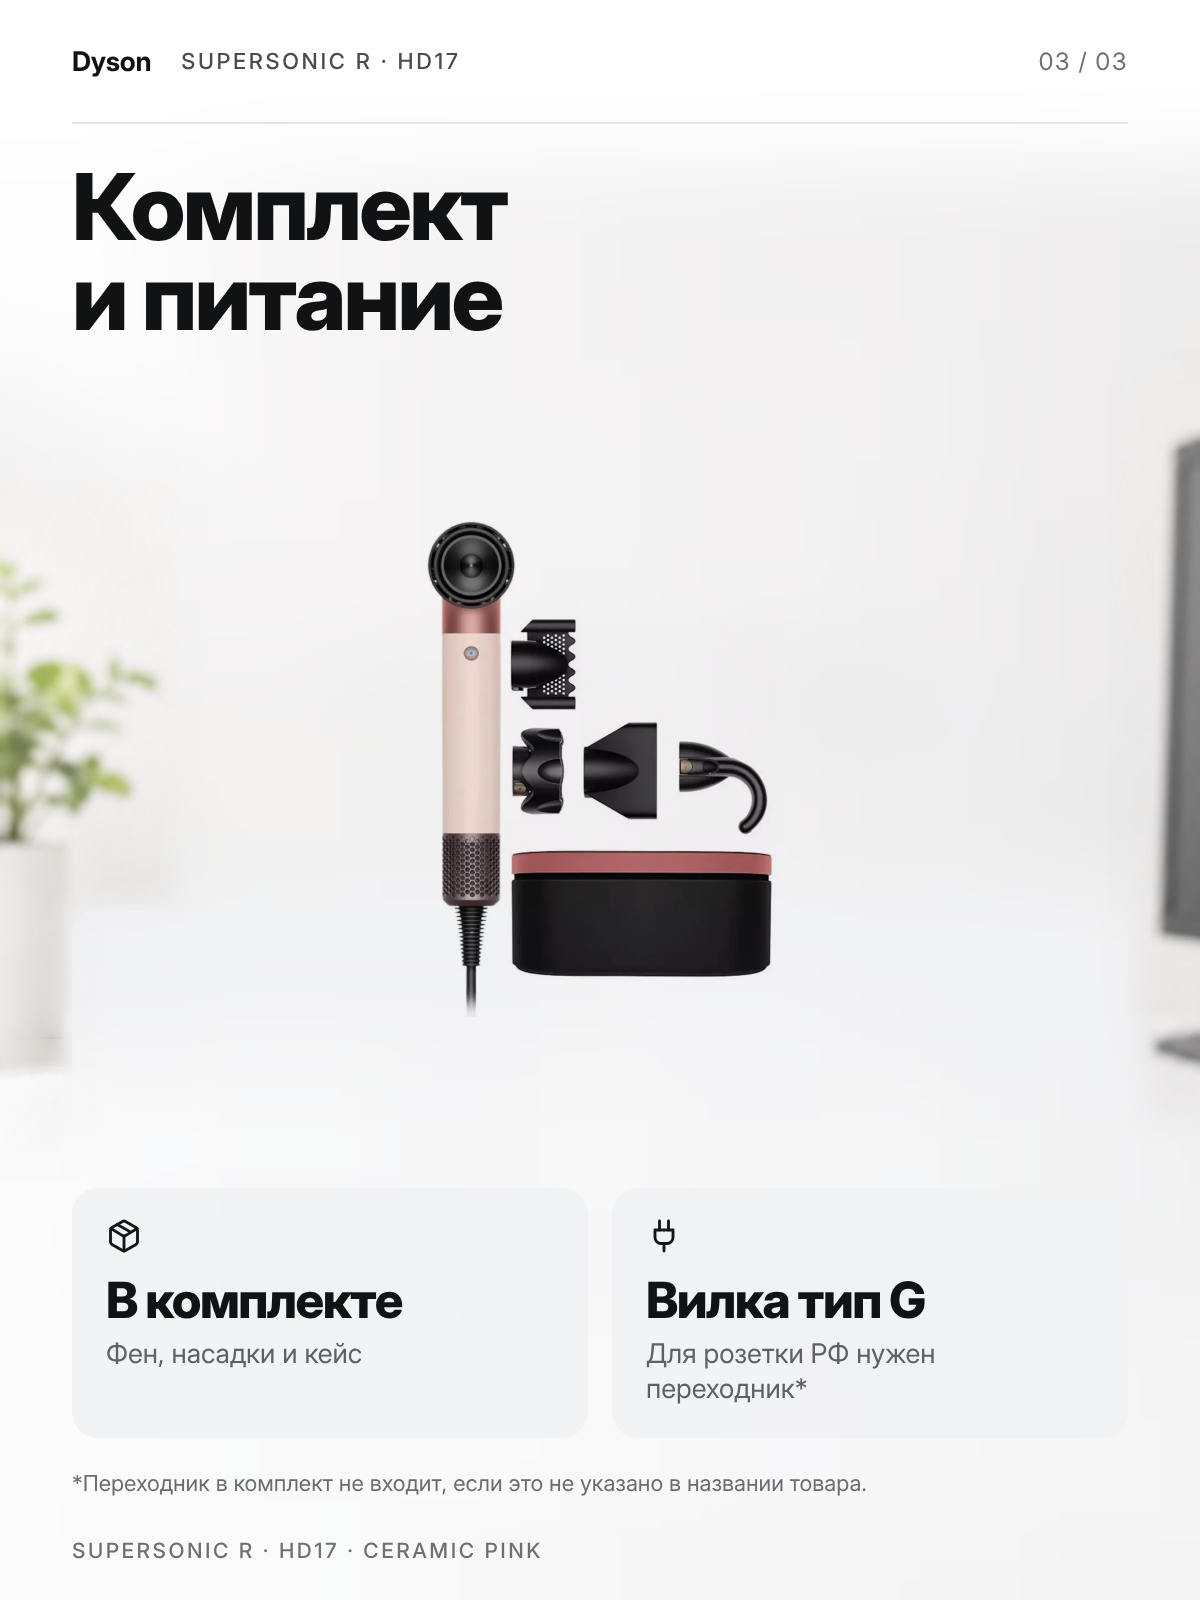 Dyson SUPERSONIC R · HD17 03 / 03
Комплект
и питание
В комплекте
Фен, насадки и кейс
Вилка тип G
Для розетки РФ нужен
переходник*
*Переходник в комплект не входит, если это не указано в названии товара.
SUPERSONIC R · HD17 · CERAMIC PINK